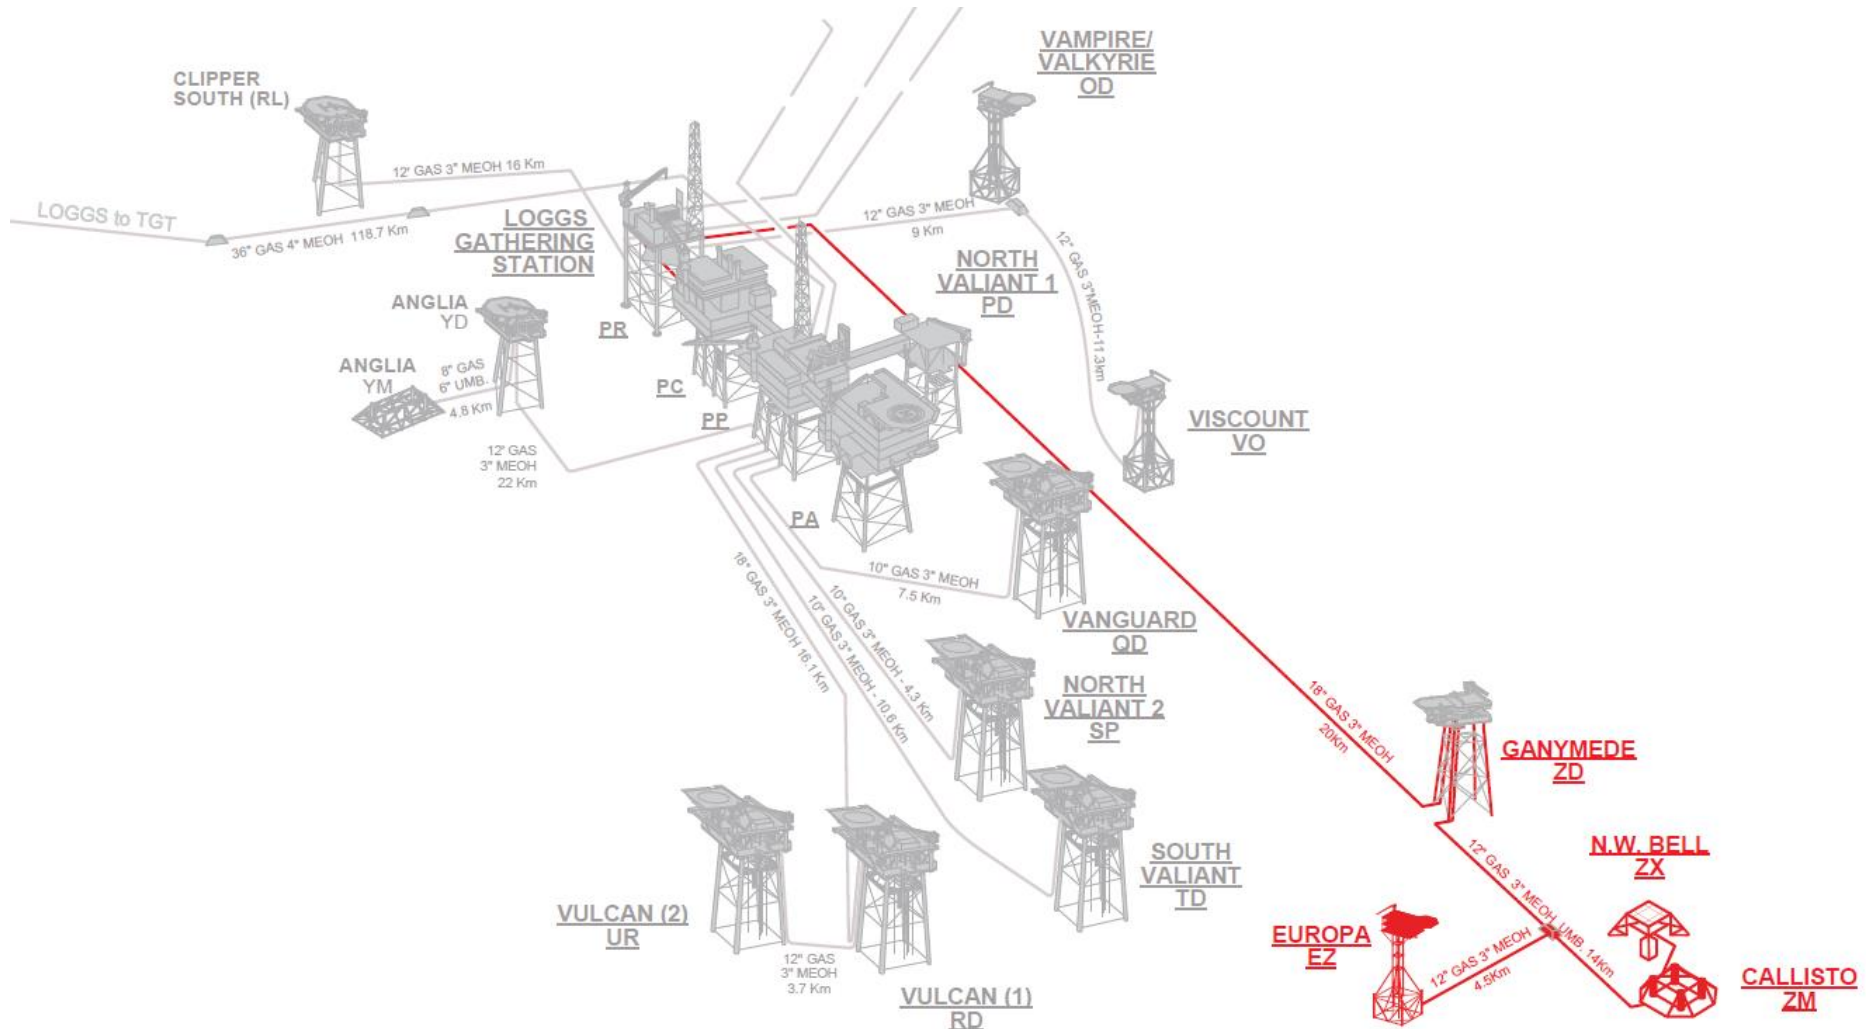 VAMPIRE/
VALKYRIE
OD
CLIPPER
SOUTH (RL)
12' GAS 3" MEOH 16 Km
LOGGS to TGT
36" GAS 4" MEOH 118.7 Km
LOGGS
GATHERING
STATION
12" GAS 3" MEOH
9 Km
12" GAS 3"MEOH-11.3km
NORTH
VALIANT 1
PD
ANGLIA
YD
PR
ANGLIA
YM
8" GAS
6" UMB.
4.8 Km
PC
PP
VISCOUNT
VO
12' GAS
3" MEOH
22 Km
PA
10" GAS 3" MEOH
7.5 Km
18" GAS 3" MEOH 16.1 Km
10" GAS 3" MEOH - 10.6 Km
10" GAS 3" MEOH - 4.3 Km
VANGUARD
QD
NORTH
VALIANT 2
SP
18" GAS 3" MEOH
20Km
GANYMEDE
ZD
SOUTH
VALIANT
TD
12" GAS 3" MEOH UMB. 14Km
N.W. BELL
ZX
VULCAN (2)
UR
EUROPA
EZ
12" GAS 3" MEOH
4.5Km
CALLISTO
ZM
12" GAS
3" MEOH
3.7 Km
VULCAN (1)
RD